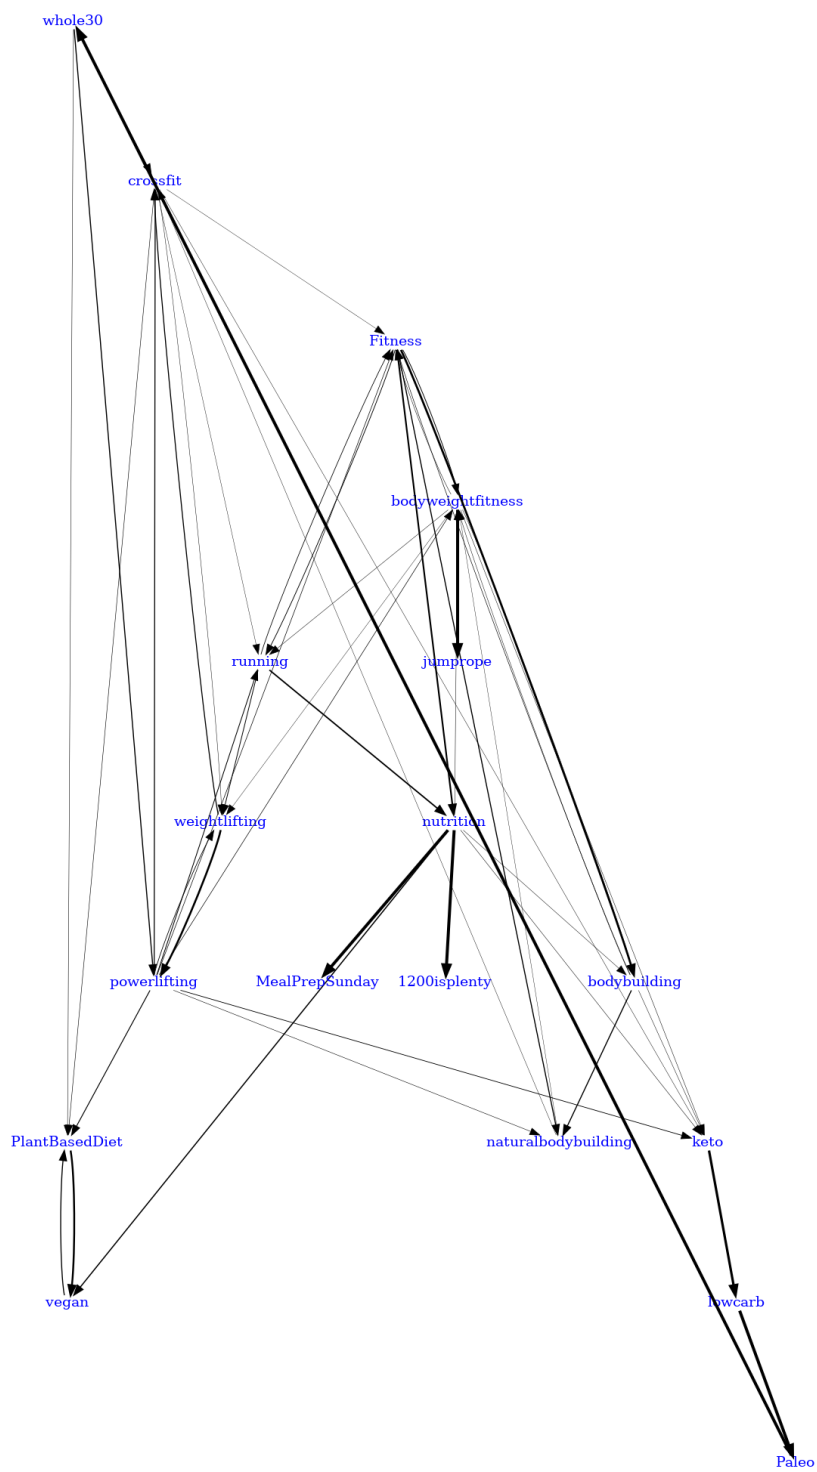 whole30
crossfit
Fitness
bodyweightfitness
running
jumprope
weightlifting
nutrition
powerlifting
MealPrepSunday
1200isplenty
bodybuilding
PlantBasedDiet
naturalbodybuilding
keto
vegan
lowcarb
Paleo